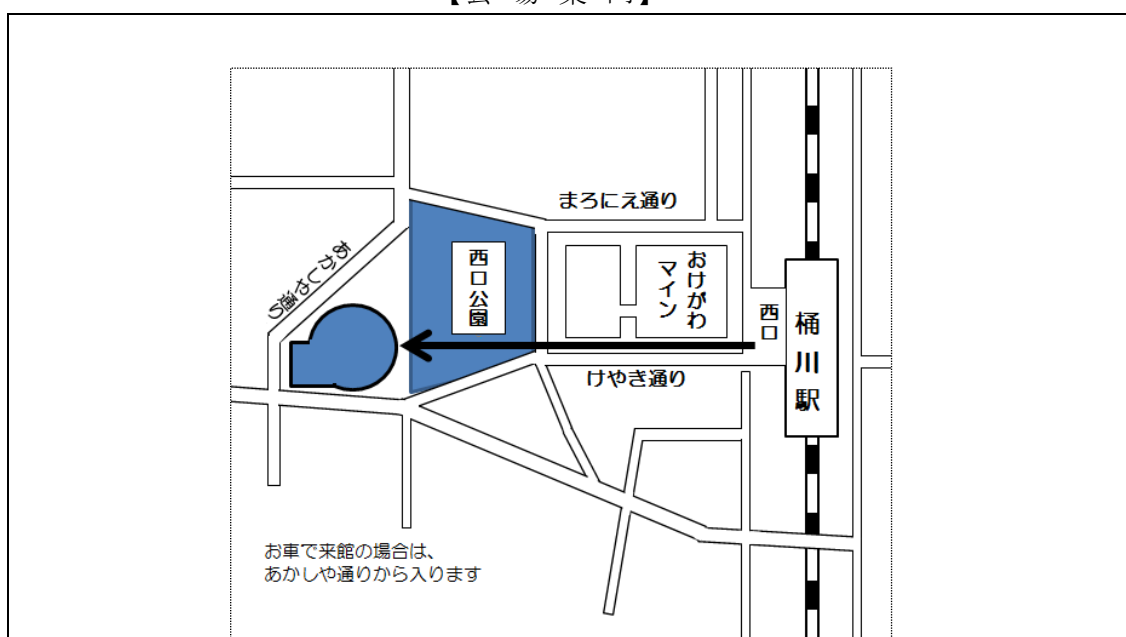 まろにえ通り
あかしや通り
西口公園
おけがわ
マイン
西口
桶川駅
けやき通り
お車で来館の場合は、
あかしや通りから入ります